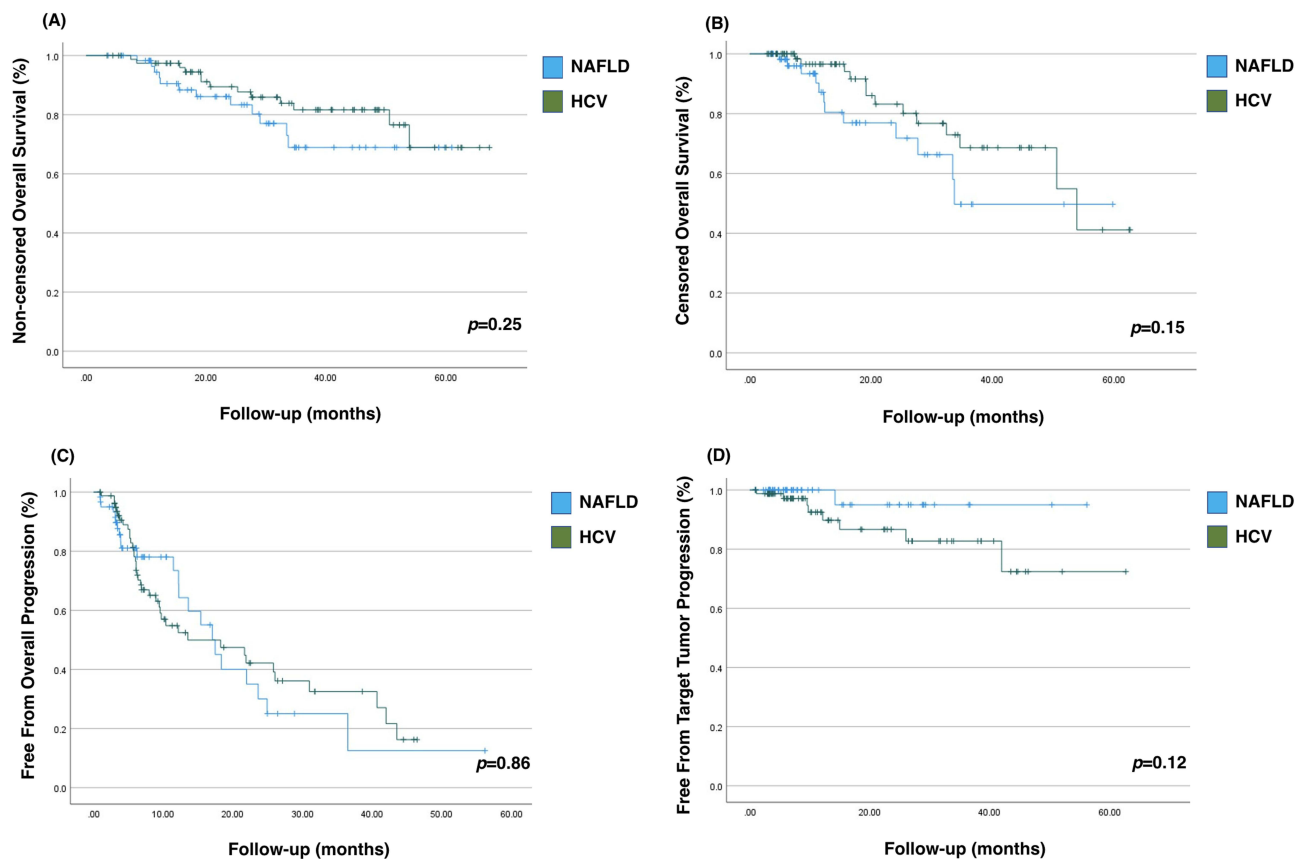 (A)
Non-censored Overall Survival (%)
1.0
0.8
0.6
0.4
0.2
0.0
.00 20.00 40.00 60.00
Follow-up (months)
NAFLD
HCV
p=0.25
(B)
Censored Overall Survival (%)
1.0
0.8
0.6
0.4
0.2
0.0
.00 20.00 40.00 60.00
Follow-up (months)
NAFLD
HCV
p=0.15
(C)
Free From Overall Progression (%)
1.0
0.8
0.6
0.4
0.2
0.0
.00 10.00 20.00 30.00 40.00 50.00 60.00
Follow-up (months)
NAFLD
HCV
p=0.86
(D)
Free From Target Tumor Progression (%)
1.0
0.8
0.6
0.4
0.2
0.0
.00 20.00 40.00 60.00
Follow-up (months)
NAFLD
HCV
p=0.12